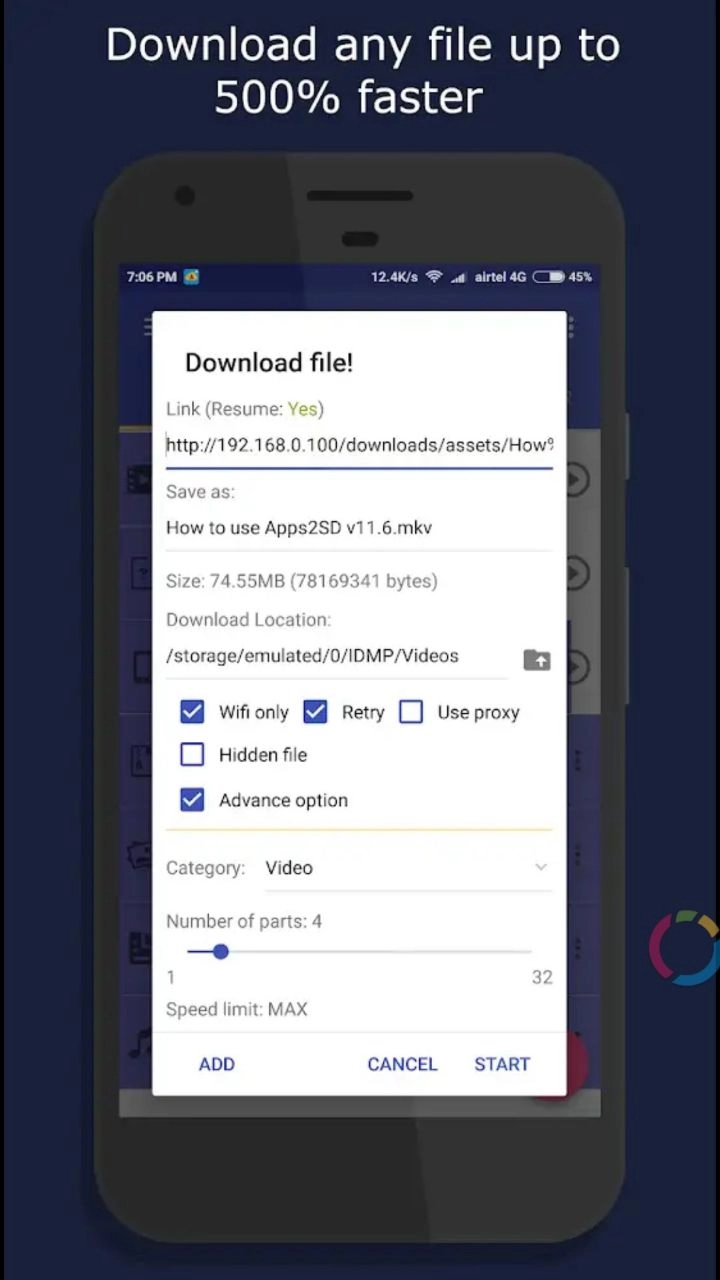 Download any file up to
500% faster
7:06 PM 12.4K/s airtel 4G 45%
Download file!
Link (Resume: Yes)
http://192.168.0.100/downloads/assets/How%
Save as:
How to use Apps2SD v11.6.mkv
Size: 74.55MB (78169341 bytes)
Download Location:
/storage/emulated/0/IDMP/Videos
Wifi only Retry Use proxy
Hidden file
Advance option
Category: Video
Number of parts: 4
1 32
Speed limit: MAX
ADD CANCEL START